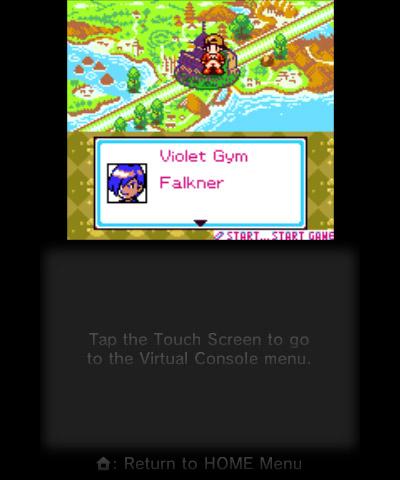 Violet Gym
Falkner
START...START GAME
Tap the Touch Screen to go
to the Virtual Console menu.
: Return to HOME Menu